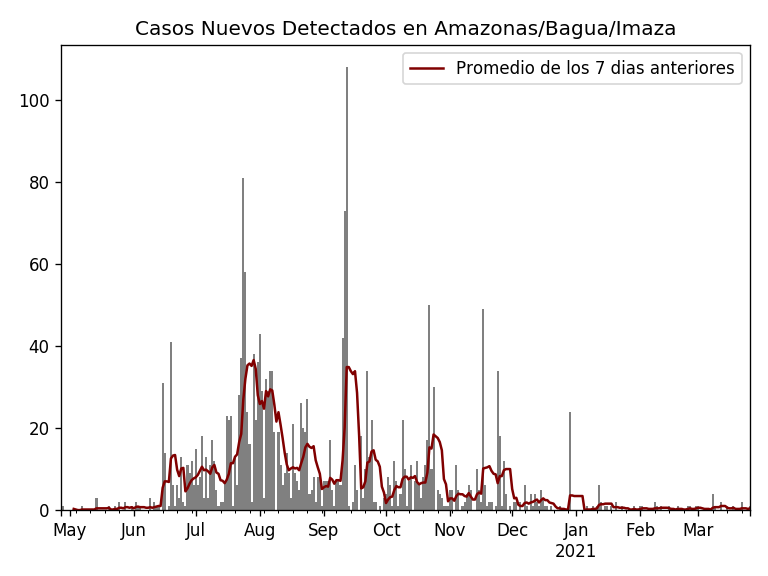 Casos Nuevos Detectados en Amazonas/Bagua/Imaza
Promedio de los 7 dias anteriores
100
80
60
40
20
0
May Jun Jul Aug Sep Oct Nov Dec Jan Feb Mar
2021